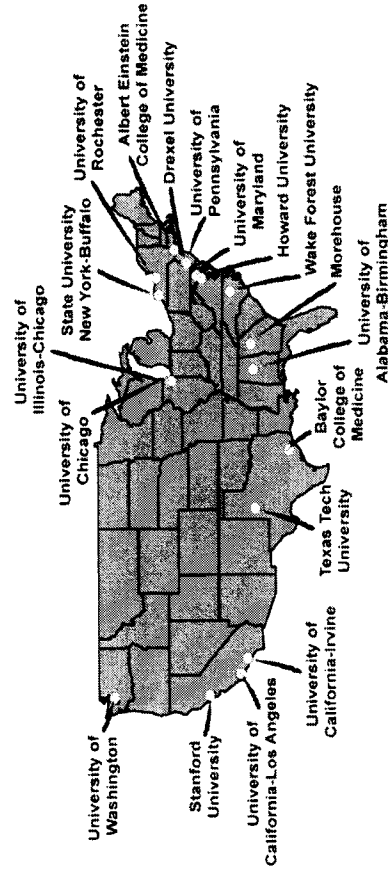 University of
Washington
Stanford
University
University of
California-Los Angeles
University of
California-Irvine
Texas Tech
University
Baylor
College of
Medicine
University of
Chicago
University of
Illinois-Chicago
State University
New York-Buffalo
University of
Rochester
Albert Einstein
College of Medicine
Drexel University
University of
Pennsylvania
University of
Maryland
Howard University
Wake Forest University
Morehouse
University of
Alabama-Birmingham